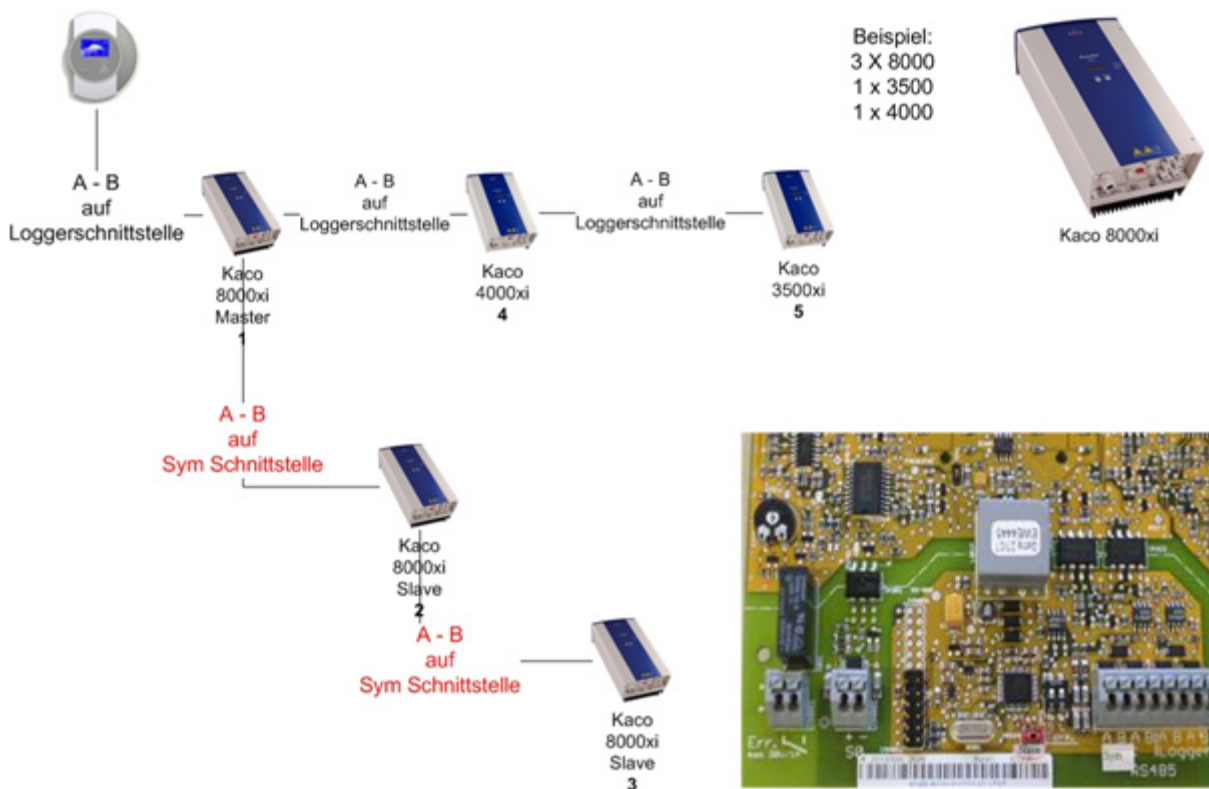 Beispiel:
3 X 8000
1 x 3500
1 x 4000
Kaco 8000xi
A - B
auf
Loggerschnittstelle
A - B
auf
Loggerschnittstelle
A - B
auf
Loggerschnittstelle
Kaco
8000xi
Master
1
Kaco
4000xi
4
Kaco
3500xi
5
A - B
auf
Sym Schnittstelle
Kaco
8000xi
Slave
2
A - B
auf
Sym Schnittstelle
Kaco
8000xi
Slave
3
Err.
+ -
S0
A B A B A B A B
Sym.
Logger
RS485